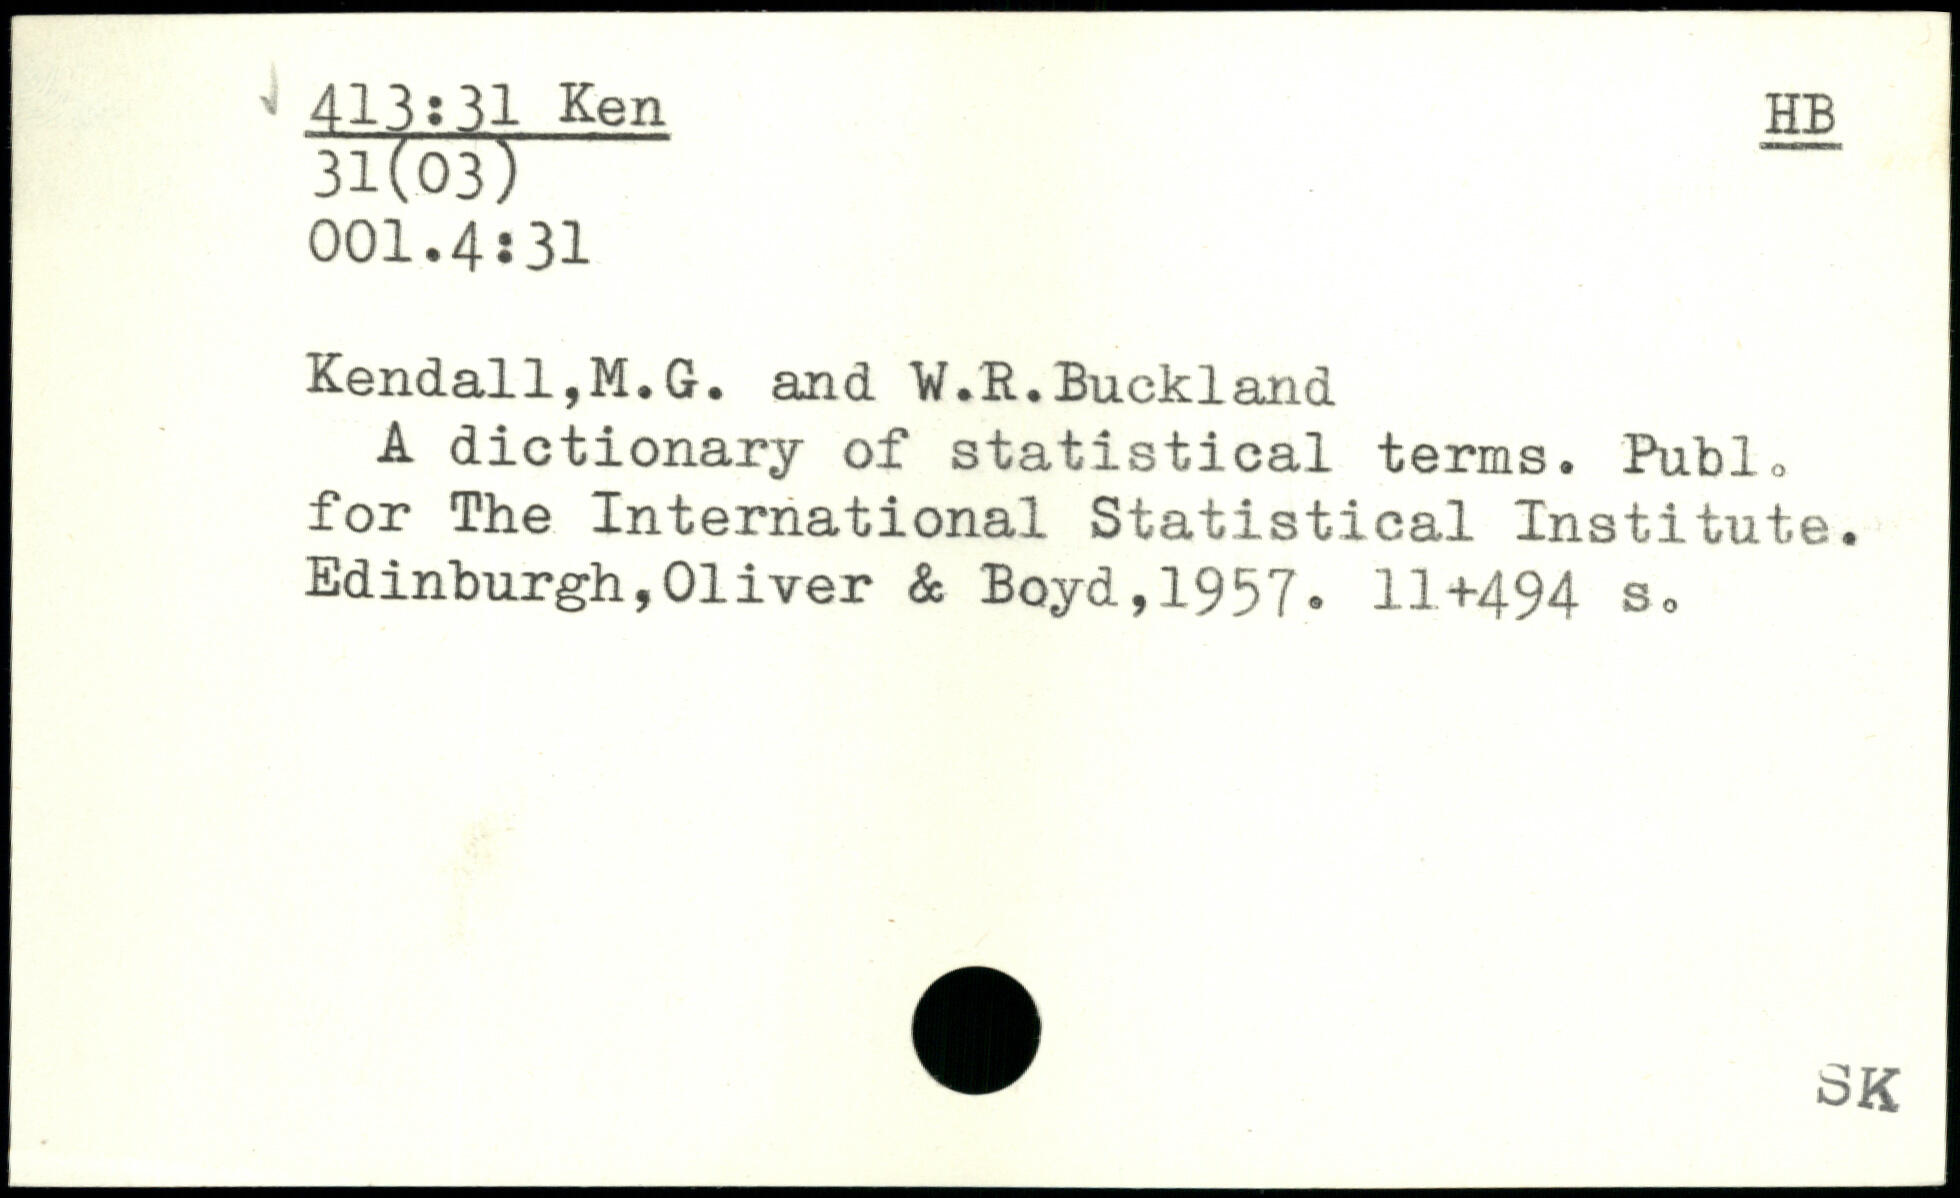 413:31 Ken HB
31(03)
001.4:31
Kendall,M.G. and W.R.Buckland
A dictionary of statistical terms. Publ.
for The International Statistical Institute.
Edinburgh,Oliver & Boyd,1957. 11+494 s.
SK